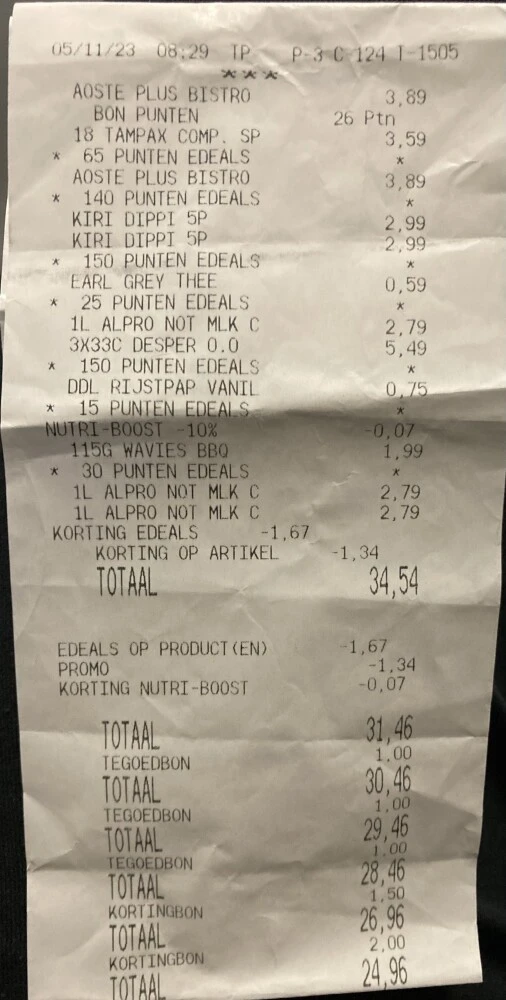 05/11/23 08:29 TP P-3 C 124 T-1505
***
AOSTE PLUS BISTRO 3,89
BON PUNTEN 26 Ptn
18 TAMPAX COMP. SP 3,59
* 65 PUNTEN EDEALS *
AOSTE PLUS BISTRO 3,89
* 140 PUNTEN EDEALS *
KIRI DIPPI 5P 2,99
KIRI DIPPI 5P 2,99
* 150 PUNTEN EDEALS *
EARL GREY THEE 0,59
* 25 PUNTEN EDEALS *
1L ALPRO NOT MLK C 2,79
3X33C DESPER 0.0 5,49
* 150 PUNTEN EDEALS *
DDL RIJSTPAP VANIL 0,75
* 15 PUNTEN EDEALS *
NUTRI-BOOST -10% -0,07
115G WAVIES BBQ 1,99
* 30 PUNTEN EDEALS *
1L ALPRO NOT MLK C 2,79
1L ALPRO NOT MLK C 2,79
KORTING EDEALS -1,67
KORTING OP ARTIKEL -1,34
TOTAAL 34,54
EDEALS OP PRODUCT(EN) -1,67
PROMO -1,34
KORTING NUTRI-BOOST -0,07
TOTAAL 31,46
TEGOEDBON 1,00
TOTAAL 30,46
TEGOEDBON 1,00
TOTAAL 29,46
TEGOEDBON 1,00
TOTAAL 28,46
KORTINGBON 1,50
TOTAAL 26,96
KORTINGBON 2,00
TOTAAL 24,96